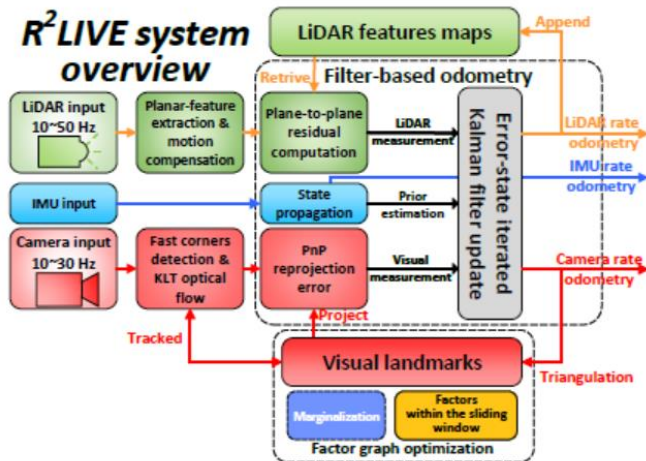 R²LIVE system
overview
LiDAR features maps
Append
Retrive
Filter-based odometry
LiDAR input
10~50 Hz
Planar-feature
extraction &
motion
compensation
Plane-to-plane
residual
computation
LiDAR
measurement
Error-state iterated
Kalman filter update
LiDAR rate
odometry
IMU rate
odometry
IMU input
State
propagation
Prior
estimation
Camera input
10~30 Hz
Fast corners
detection &
KLT optical
flow
PnP
reprojection
error
Visual
measurement
Camera rate
odometry
Project
Tracked
Visual landmarks
Triangulation
Marginalization
Factors
within the sliding
window
Factor graph optimization